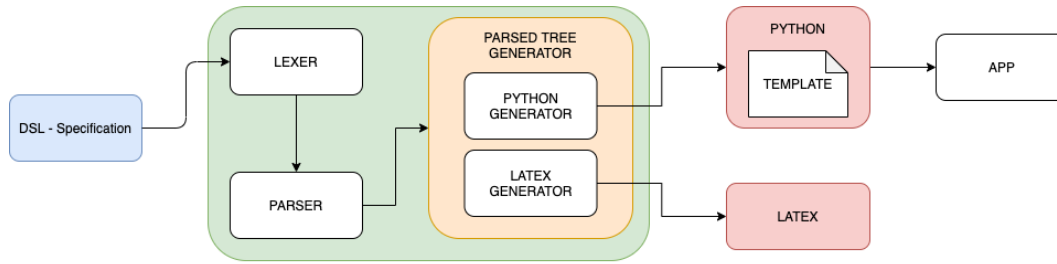 DSL - Specification
LEXER
PARSER
PARSED TREE
GENERATOR
PYTHON
GENERATOR
LATEX
GENERATOR
PYTHON
TEMPLATE
LATEX
APP